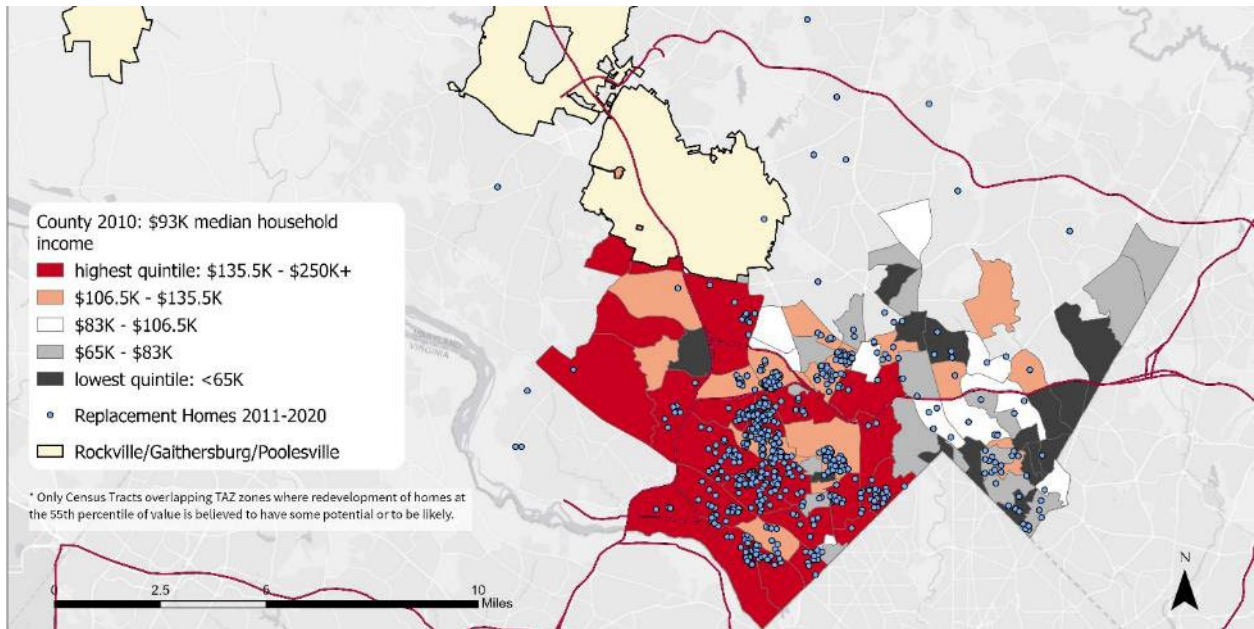 County 2010: $93K median household
income
highest quintile: $135.5K - $250K+
$106.5K - $135.5K
$83K - $106.5K
$65K - $83K
lowest quintile: <65K
Replacement Homes 2011-2020
Rockville/Gaithersburg/Poolesville
* Only Census Tracts overlapping TAZ zones where redevelopment of homes at
the 55th percentile of value is believed to have some potential or to be likely.
MARYLAND
VIRGINIA
0 2.5 5 10
Miles
N